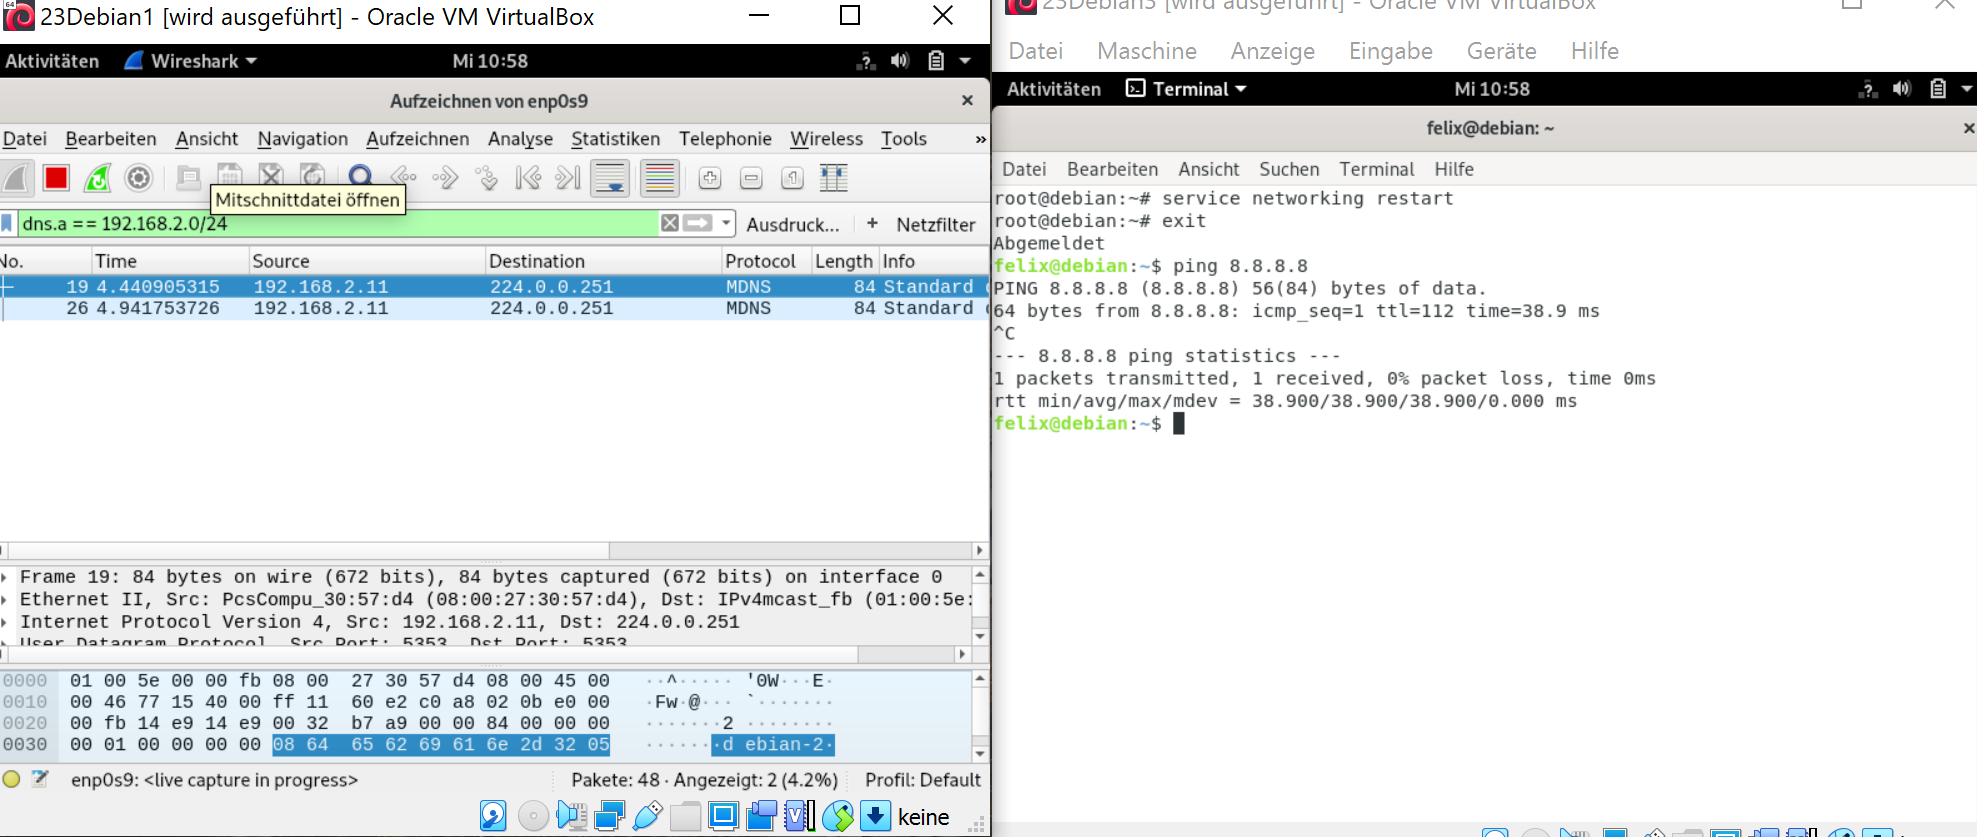 23Debian1 [wird ausgeführt] - Oracle VM VirtualBox
Aktivitäten Wireshark Mi 10:58
Aufzeichnen von enp0s9
Datei Bearbeiten Ansicht Navigation Aufzeichnen Analyse Statistiken Telephonie Wireless Tools »
Mitschnittdatei öffnen
dns.a == 192.168.2.0/24 Ausdruck... + Netzfilter
No. Time Source Destination Protocol Length Info
19 4.440905315 192.168.2.11 224.0.0.251 MDNS 84 Standard
26 4.941753726 192.168.2.11 224.0.0.251 MDNS 84 Standard
Frame 19: 84 bytes on wire (672 bits), 84 bytes captured (672 bits) on interface 0
Ethernet II, Src: PcsCompu_30:57:d4 (08:00:27:30:57:d4), Dst: IPv4mcast_fb (01:00:5e:
Internet Protocol Version 4, Src: 192.168.2.11, Dst: 224.0.0.251
User Datagram Protocol, Src Port: 5353, Dst Port: 5353
0000 01 00 5e 00 00 fb 08 00 27 30 57 d4 08 00 45 00 ··^····· '0W···E·
0010 00 46 77 15 40 00 ff 11 60 e2 c0 a8 02 0b e0 00 ·Fw·@··· `·······
0020 00 fb 14 e9 14 e9 00 32 b7 a9 00 00 84 00 00 00 ·······2 ········
0030 00 01 00 00 00 00 08 64 65 62 69 61 6e 2d 32 05 ·······d ebian-2·
enp0s9: <live capture in progress> Pakete: 48 · Angezeigt: 2 (4.2%) Profil: Default
keine
23Debian3 [wird ausgeführt] - Oracle VM VirtualBox
Datei Maschine Anzeige Eingabe Geräte Hilfe
Aktivitäten Terminal Mi 10:58
felix@debian: ~
Datei Bearbeiten Ansicht Suchen Terminal Hilfe
root@debian:~# service networking restart
root@debian:~# exit
Abgemeldet
felix@debian:~$ ping 8.8.8.8
PING 8.8.8.8 (8.8.8.8) 56(84) bytes of data.
64 bytes from 8.8.8.8: icmp_seq=1 ttl=112 time=38.9 ms
^C
--- 8.8.8.8 ping statistics ---
1 packets transmitted, 1 received, 0% packet loss, time 0ms
rtt min/avg/max/mdev = 38.900/38.900/38.900/0.000 ms
felix@debian:~$